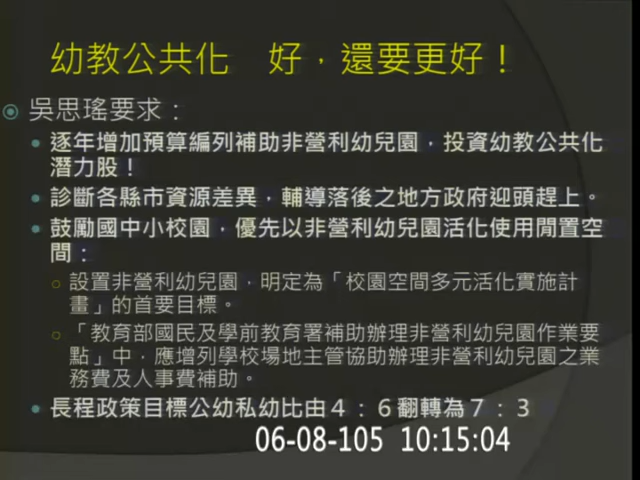 幼教公共化　好，還要更好！
吳思瑤要求：
逐年增加預算編列補助非營利幼兒園，投資幼教公共化
潛力股！
診斷各縣市資源差異，輔導落後之地方政府迎頭趕上。
鼓勵國中小校園，優先以非營利幼兒園活化使用閒置空
間：
設置非營利幼兒園，明定為「校園空間多元活化實施計
畫」的首要目標。
「教育部國民及學前教育署補助辦理非營利幼兒園作業要
點」中，應增列學校場地主管協助辦理非營利幼兒園之業
務費及人事費補助。
長程政策目標公幼私幼比由４：６翻轉為７：３
06-08-105 10:15:04